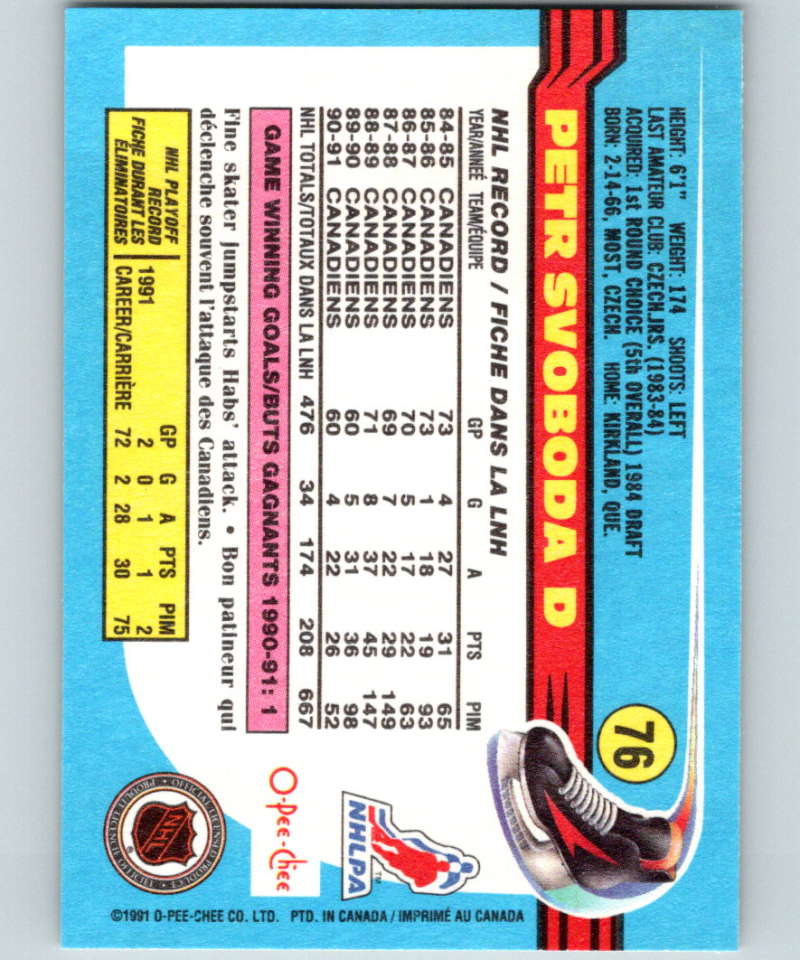 HEIGHT: 6'1" WEIGHT: 174 SHOOTS: LEFT
LAST AMATEUR CLUB: CZECH JRS. (1983-84)
ACQUIRED: 1st ROUND CHOICE (5th OVERALL) 1984 DRAFT
BORN: 2-14-66, MOST, CZECH. HOME: KIRKLAND, QUE.
76
PETR SVOBODA D
NHL RECORD / FICHE DANS LA LNH
YEAR/ANNÉE TEAM/ÉQUIPE GP G A PTS PIM
84-85 CANADIENS 73 4 27 31 65
85-86 CANADIENS 73 1 18 19 93
86-87 CANADIENS 70 5 17 22 63
87-88 CANADIENS 69 7 22 29 149
88-89 CANADIENS 71 8 37 45 147
89-90 CANADIENS 60 5 31 36 98
90-91 CANADIENS 60 4 22 26 52
NHL TOTALS/TOTAUX DANS LA LNH 476 34 174 208 667
GAME WINNING GOALS/BUTS GAGNANTS 1990-91: 1
Fine skater jumpstarts Habs' attack. • Bon patineur qui
déclenche souvent l'attaque des Canadiens.
NHL PLAYOFF
RECORD
FICHE DURANT LES
ÉLIMINATOIRES
GP G A PTS PIM
1991 2 0 1 1 2
CAREER/CARRIÈRE 72 2 28 30 75
NHLPA
TM
O-Pee-Chee
NHL
®
©1991 O-PEE-CHEE CO. LTD. PTD. IN CANADA / IMPRIMÉ AU CANADA